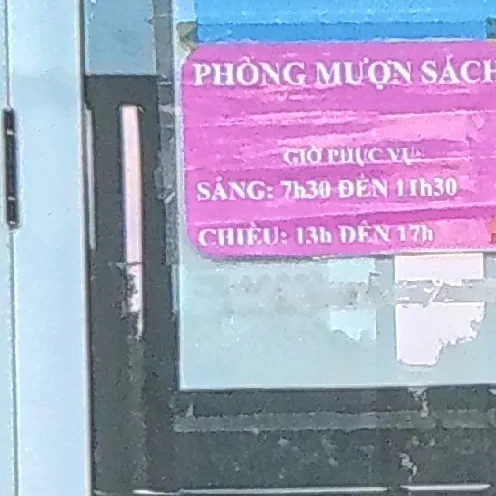 PHÒNG MƯỢN SÁCH
GIỜ PHỤC VỤ:
SÁNG: 7h30 ĐẾN 11h30
CHIỀU: 13h ĐẾN 17h